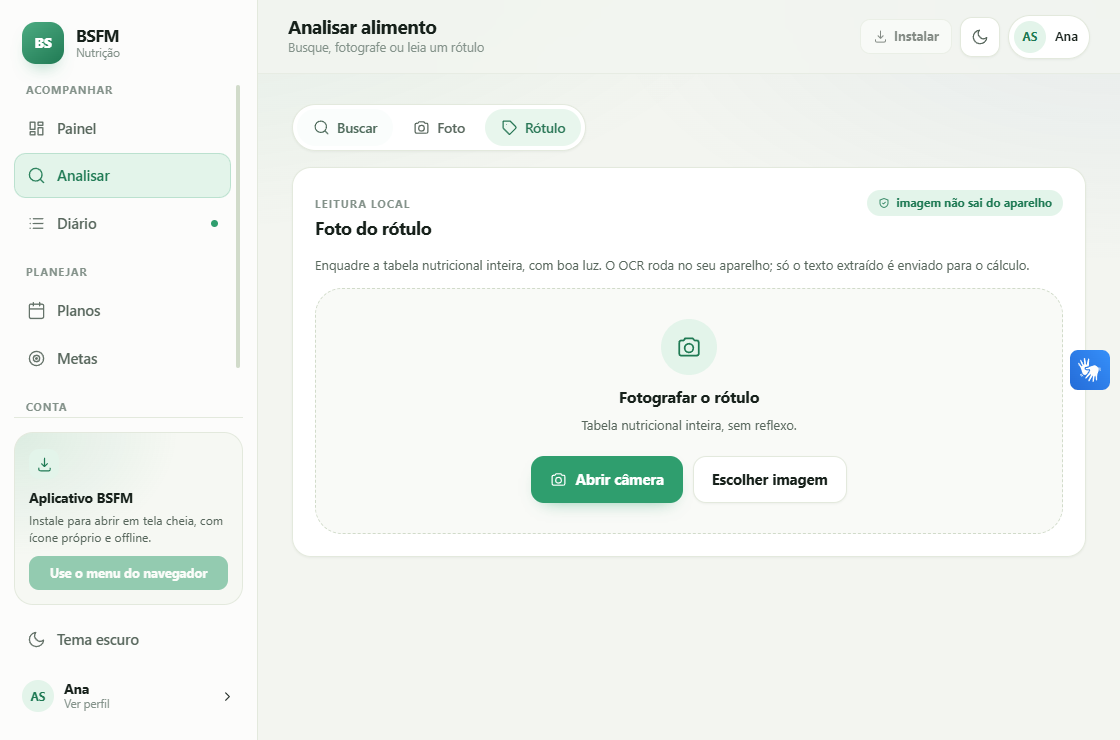 BS
BSFM
Nutrição
ACOMPANHAR
Painel
Analisar
Diário
PLANEJAR
Planos
Metas
CONTA
Aplicativo BSFM
Instale para abrir em tela cheia, com
ícone próprio e offline.
Use o menu do navegador
Tema escuro
AS
Ana
Ver perfil
Analisar alimento
Busque, fotografe ou leia um rótulo
Instalar
AS
Ana
Buscar
Foto
Rótulo
LEITURA LOCAL
imagem não sai do aparelho
Foto do rótulo
Enquadre a tabela nutricional inteira, com boa luz. O OCR roda no seu aparelho; só o texto extraído é enviado para o cálculo.
Fotografar o rótulo
Tabela nutricional inteira, sem reflexo.
Abrir câmera
Escolher imagem